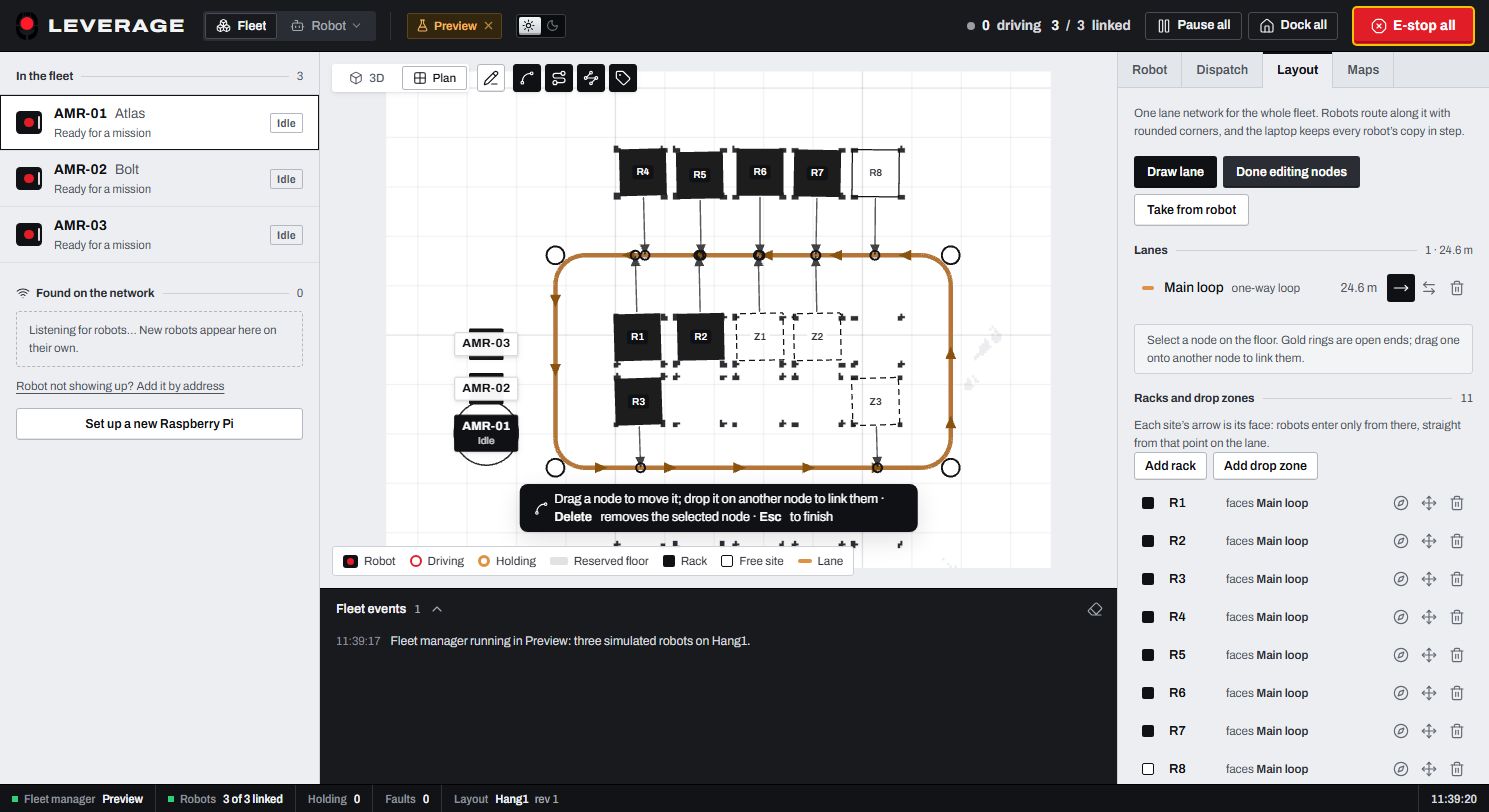 LEVERAGE
Fleet
Robot
Preview
0 driving 3 / 3 linked
Pause all
Dock all
E-stop all
In the fleet
3
AMR-01 Atlas
Ready for a mission
Idle
AMR-02 Bolt
Ready for a mission
Idle
AMR-03
Ready for a mission
Idle
Found on the network
0
Listening for robots... New robots appear here on
their own.
Robot not showing up? Add it by address
Set up a new Raspberry Pi
3D
Plan
R4
R5
R6
R7
R8
R1
R2
Z1
Z2
R3
Z3
AMR-03
AMR-02
AMR-01
Idle
Drag a node to move it; drop it on another node to link them ·
Delete removes the selected node · Esc to finish
Robot
Driving
Holding
Reserved floor
Rack
Free site
Lane
Fleet events 1
11:39:17 Fleet manager running in Preview: three simulated robots on Hang1.
Robot
Dispatch
Layout
Maps
One lane network for the whole fleet. Robots route along it with
rounded corners, and the laptop keeps every robot's copy in step.
Draw lane
Done editing nodes
Take from robot
Lanes
1 · 24.6 m
Main loop one-way loop 24.6 m
Select a node on the floor. Gold rings are open ends; drag one
onto another node to link them.
Racks and drop zones
11
Each site's arrow is its face: robots enter only from there, straight
from that point on the lane.
Add rack
Add drop zone
R1 faces Main loop
R2 faces Main loop
R3 faces Main loop
R4 faces Main loop
R5 faces Main loop
R6 faces Main loop
R7 faces Main loop
R8 faces Main loop
Fleet manager Preview
Robots 3 of 3 linked
Holding 0
Faults 0
Layout Hang1 rev 1
11:39:20